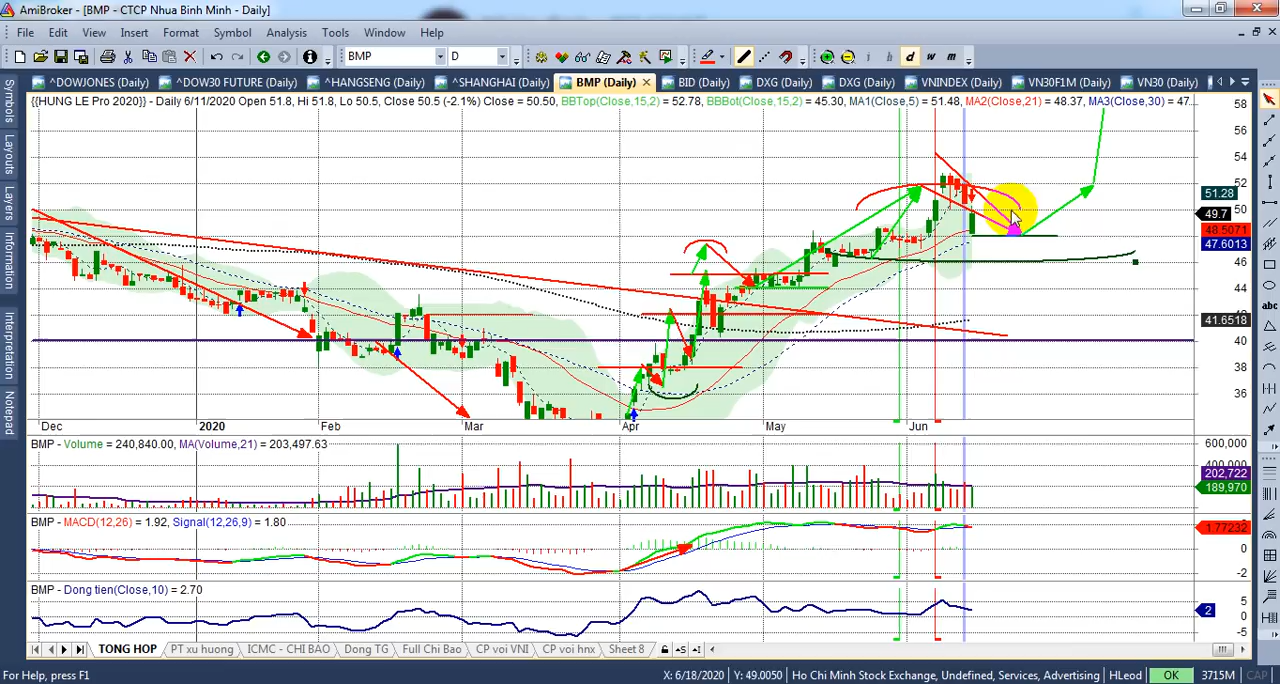 AmiBroker - [BMP - CTCP Nhua Binh Minh - Daily]
File Edit View Insert Format Symbol Analysis Tools Window Help
BMP D i h d w m
^DOWJONES (Daily) ^DOW30 FUTURE (Daily) ^HANGSENG (Daily) ^SHANGHAI (Daily) BMP (Daily) BID (Daily) DXG (Daily) DXG (Daily) VNINDEX (Daily) VN30F1M (Daily) VN30 (Daily)
{{HUNG LE Pro 2020}} - Daily 6/11/2020 Open 51.8, Hi 51.8, Lo 50.5, Close 50.5 (-2.1%) Close = 50.50, BBTop(Close,15,2) = 52.78, BBBot(Close,15,2) = 45.30, MA1(Close,5) = 51.48, MA2(Close,21) = 48.37, MA3(Close,30) = 47.
Symbols
Layouts
Layers
Information
Interpretation
Notepad
58
56
54
52
51.28
50
49.7
48.5071
47.6013
46
44
42
41.6518
40
38
36
abc
Dec 2020 Feb Mar Apr May Jun
BMP - Volume = 240,840.00, MA(Volume,21) = 203,497.63
600,000
400,000
202,722
189,970
BMP - MACD(12,26) = 1.92, Signal(12,26,9) = 1.80
1.77232
0
-2
BMP - Dong tien(Close,10) = 2.70
5
2
0
-5
TONG HOP PT xu huong ICMC - CHI BAO Dong TG Full Chi Bao CP voi VNI CP voi hnx Sheet 8
For Help, press F1 X: 6/18/2020 Y: 49.0050 Ho Chi Minh Stock Exchange, Undefined, Services, Advertising HLeod OK 3715M CAP